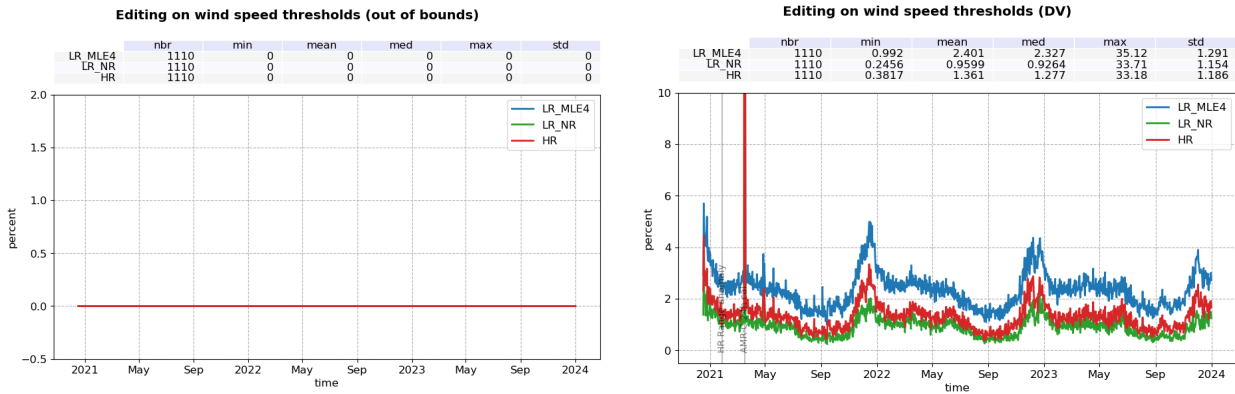 Editing on wind speed thresholds (out of bounds)
nbr min mean med max std
LR_MLE4 1110 0 0 0 0 0
LR_NR 1110 0 0 0 0 0
HR 1110 0 0 0 0 0
2.0
1.5
1.0
0.5
0.0
−0.5
percent
LR_MLE4
LR_NR
HR
2021 May Sep 2022 May Sep 2023 May Sep 2024
time
Editing on wind speed thresholds (DV)
nbr min mean med max std
LR_MLE4 1110 0.992 2.401 2.327 35.12 1.291
LR_NR 1110 0.2456 0.9599 0.9264 33.71 1.154
HR 1110 0.3817 1.361 1.277 33.18 1.186
10
8
6
4
2
0
percent
LR_MLE4
LR_NR
HR
HR
2021 May Sep 2022 May Sep 2023 May Sep 2024
time